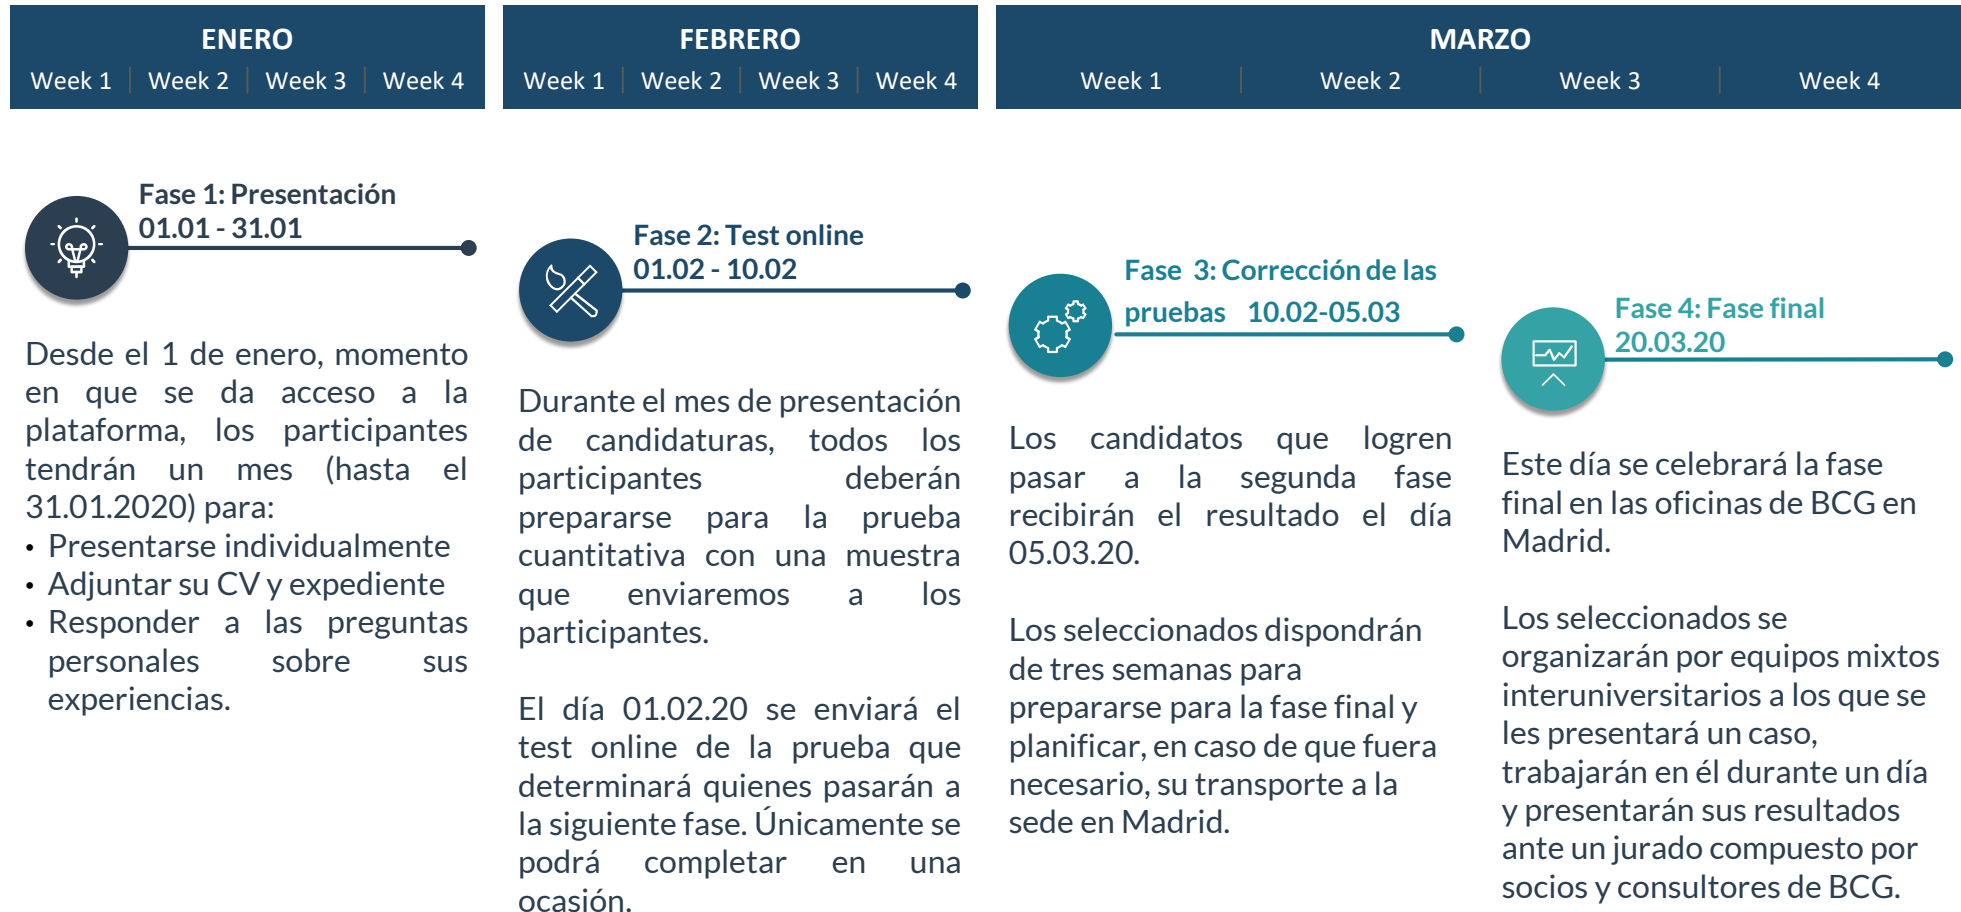 ENERO
Week 1 Week 2 Week 3 Week 4
FEBRERO
Week 1 Week 2 Week 3 Week 4
MARZO
Week 1 Week 2 Week 3 Week 4
Fase 1: Presentación
01.01 - 31.01
Desde el 1 de enero, momento
en que se da acceso a la
plataforma, los participantes
tendrán un mes (hasta el
31.01.2020) para:
• Presentarse individualmente
• Adjuntar su CV y expediente
• Responder a las preguntas
personales sobre sus
experiencias.
Fase 2: Test online
01.02 - 10.02
Durante el mes de presentación
de candidaturas, todos los
participantes deberán
prepararse para la prueba
cuantitativa con una muestra
que enviaremos a los
participantes.
El día 01.02.20 se enviará el
test online de la prueba que
determinará quienes pasarán a
la siguiente fase. Únicamente se
podrá completar en una
ocasión.
Fase 3: Corrección de las
pruebas 10.02-05.03
Los candidatos que logren
pasar a la segunda fase
recibirán el resultado el día
05.03.20.
Los seleccionados dispondrán
de tres semanas para
prepararse para la fase final y
planificar, en caso de que fuera
necesario, su transporte a la
sede en Madrid.
Fase 4: Fase final
20.03.20
Este día se celebrará la fase
final en las oficinas de BCG en
Madrid.
Los seleccionados se
organizarán por equipos mixtos
interuniversitarios a los que se
les presentará un caso,
trabajarán en él durante un día
y presentarán sus resultados
ante un jurado compuesto por
socios y consultores de BCG.